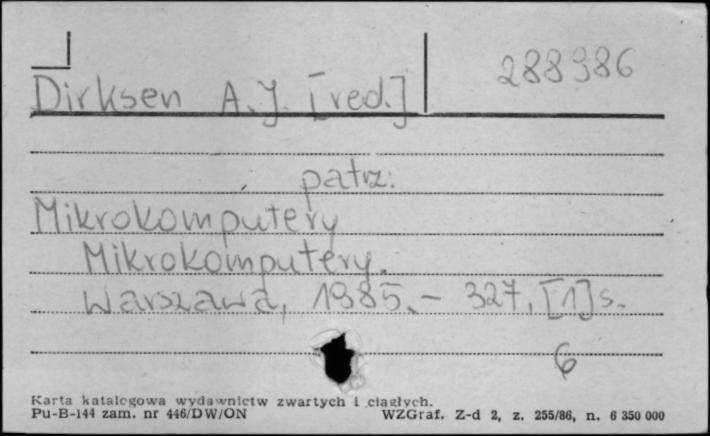 288986
Dirksen A.J. [red.]
patrz:
Mikrokomputery
Mikrokomputery.
Warszawa, 1985. – 327, [1] s.
6
Karta katalogowa wydawnictw zwartych i ciągłych.
Pu-B-144 zam. nr 446/DW/ON WZGraf. Z-d 2, z. 255/86, n. 6 350 000